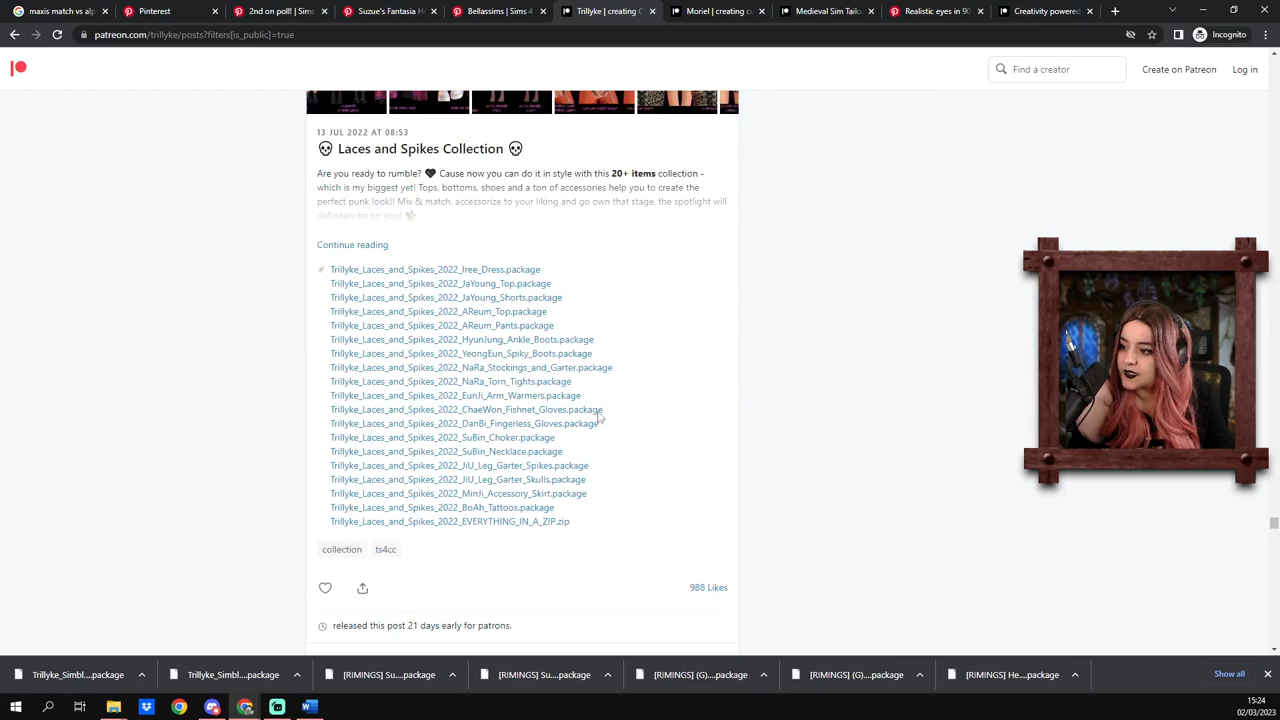 maxis match vs alp
Pinterest
2nd on poll! | Sims
Suzue's Fantasia H
Bellassims | Sims 4
Trillyke | creating C
Moriel | creating cu
Medieval Sim Tailo
Realistic eyes in 90
Creativity powered
patreon.com/trillyke/posts?filters[is_public]=true
Incognito
Find a creator
Create on Patreon
Log in
13 JUL 2022 AT 08:53
💀 Laces and Spikes Collection 💀
Are you ready to rumble? 🖤 Cause now you can do it in style with this 20+ items collection -
which is my biggest yet! Tops, bottoms, shoes and a ton of accessories help you to create the
perfect punk look!! Mix & match, accessorize to your liking and go own that stage, the spotlight will
definitely be on you!
Continue reading
Trillyke_Laces_and_Spikes_2022_Iree_Dress.package
Trillyke_Laces_and_Spikes_2022_JaYoung_Top.package
Trillyke_Laces_and_Spikes_2022_JaYoung_Shorts.package
Trillyke_Laces_and_Spikes_2022_AReum_Top.package
Trillyke_Laces_and_Spikes_2022_AReum_Pants.package
Trillyke_Laces_and_Spikes_2022_HyunJung_Ankle_Boots.package
Trillyke_Laces_and_Spikes_2022_YeongEun_Spiky_Boots.package
Trillyke_Laces_and_Spikes_2022_NaRa_Stockings_and_Garter.package
Trillyke_Laces_and_Spikes_2022_NaRa_Torn_Tights.package
Trillyke_Laces_and_Spikes_2022_EunJi_Arm_Warmers.package
Trillyke_Laces_and_Spikes_2022_ChaeWon_Fishnet_Gloves.package
Trillyke_Laces_and_Spikes_2022_DanBi_Fingerless_Gloves.package
Trillyke_Laces_and_Spikes_2022_SuBin_Choker.package
Trillyke_Laces_and_Spikes_2022_SuBin_Necklace.package
Trillyke_Laces_and_Spikes_2022_JiU_Leg_Garter_Spikes.package
Trillyke_Laces_and_Spikes_2022_JiU_Leg_Garter_Skulls.package
Trillyke_Laces_and_Spikes_2022_MinJi_Accessory_Skirt.package
Trillyke_Laces_and_Spikes_2022_BoAh_Tattoos.package
Trillyke_Laces_and_Spikes_2022_EVERYTHING_IN_A_ZIP.zip
collection
ts4cc
988 Likes
released this post 21 days early for patrons.
Trillyke_Simbl....package
Trillyke_Simbl....package
[RIMINGS] Su....package
[RIMINGS] Su....package
[RIMINGS] (G)....package
[RIMINGS] (G)....package
[RIMINGS] He....package
Show all
15:24
02/03/2023